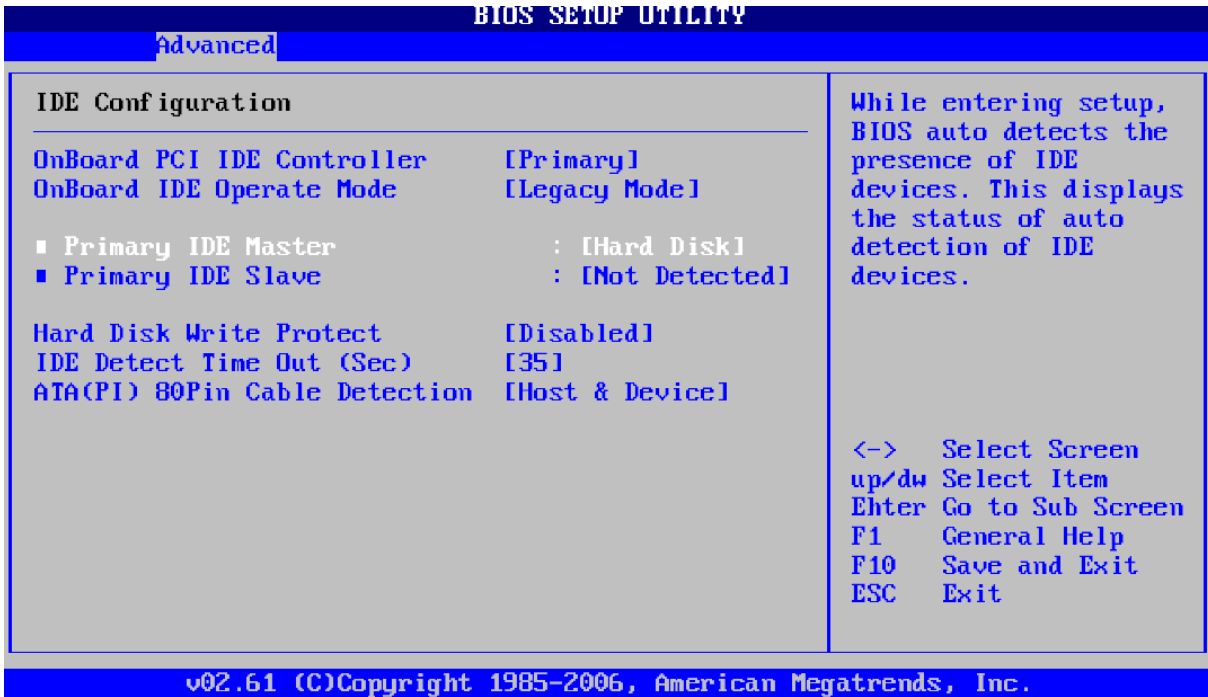 BIOS SETUP UTILITY
Advanced
IDE Configuration
OnBoard PCI IDE Controller [Primary]
OnBoard IDE Operate Mode [Legacy Mode]
Primary IDE Master : [Hard Disk]
Primary IDE Slave : [Not Detected]
Hard Disk Write Protect [Disabled]
IDE Detect Time Out (Sec) [35]
ATA(PI) 80Pin Cable Detection [Host & Device]
While entering setup,
BIOS auto detects the
presence of IDE
devices. This displays
the status of auto
detection of IDE
devices.
<-> Select Screen
up/dw Select Item
Ehter Go to Sub Screen
F1 General Help
F10 Save and Exit
ESC Exit
v02.61 (C)Copyright 1985-2006, American Megatrends, Inc.